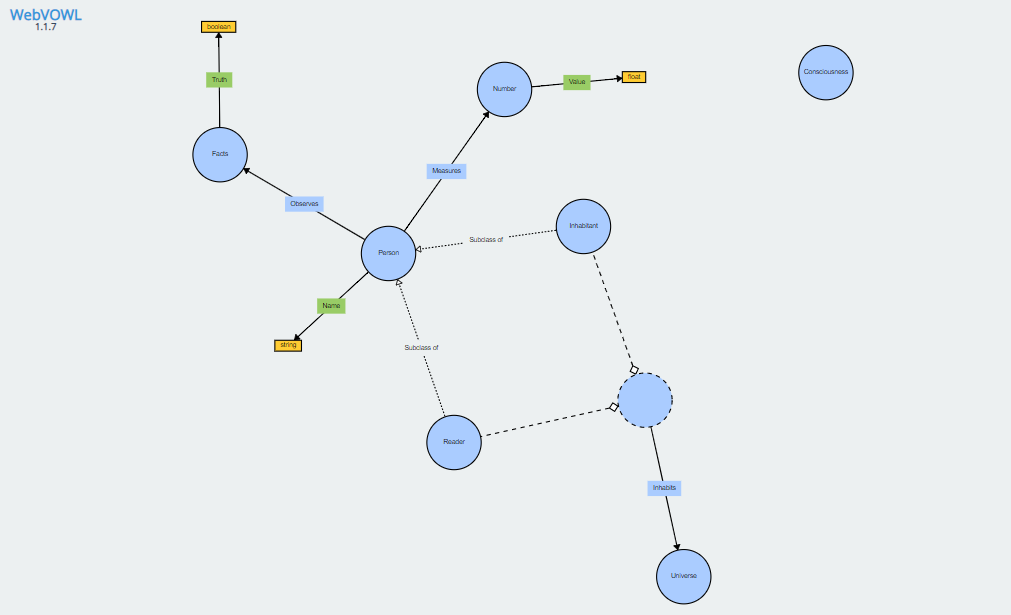 WebVOWL
1.1.7
boolean
Truth
Number
Value
float
Consciousness
Facts
Measures
Observes
Inhabitant
Subclass of
Person
Name
string
Subclass of
Reader
Inhabits
Universe